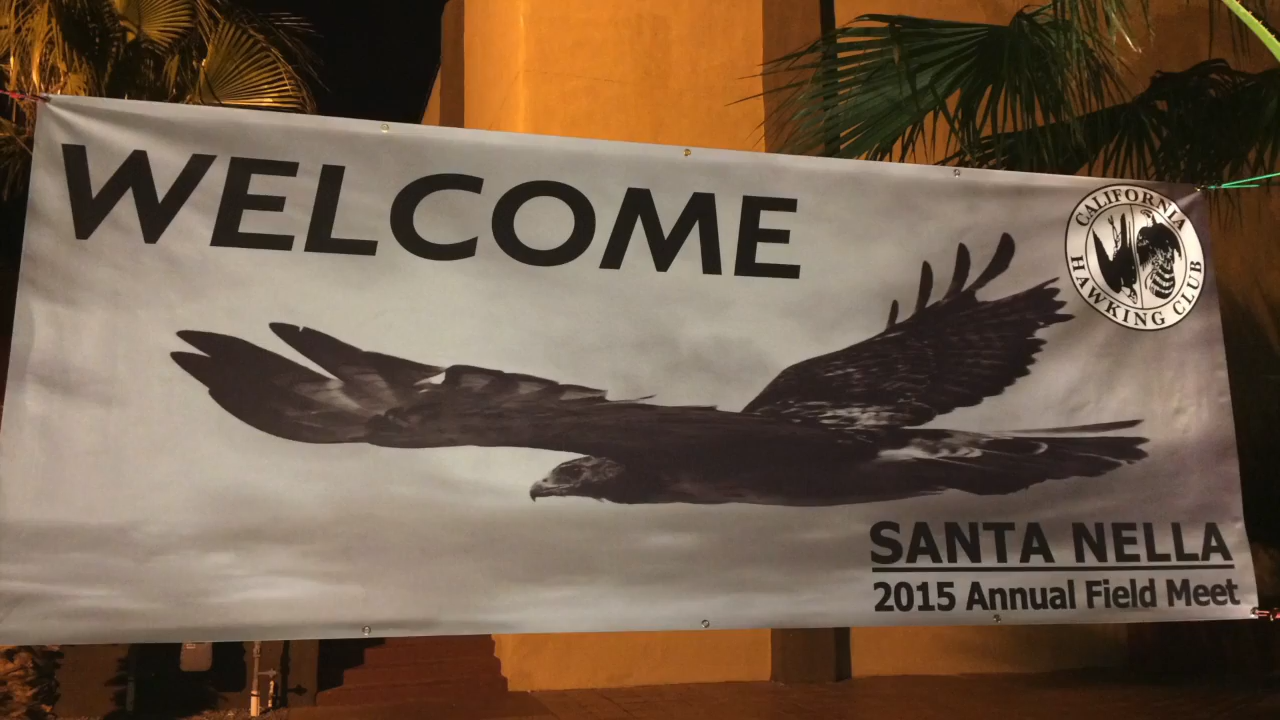 WELCOME
CALIFORNIA
HAWKING CLUB
SANTA NELLA
2015 Annual Field Meet